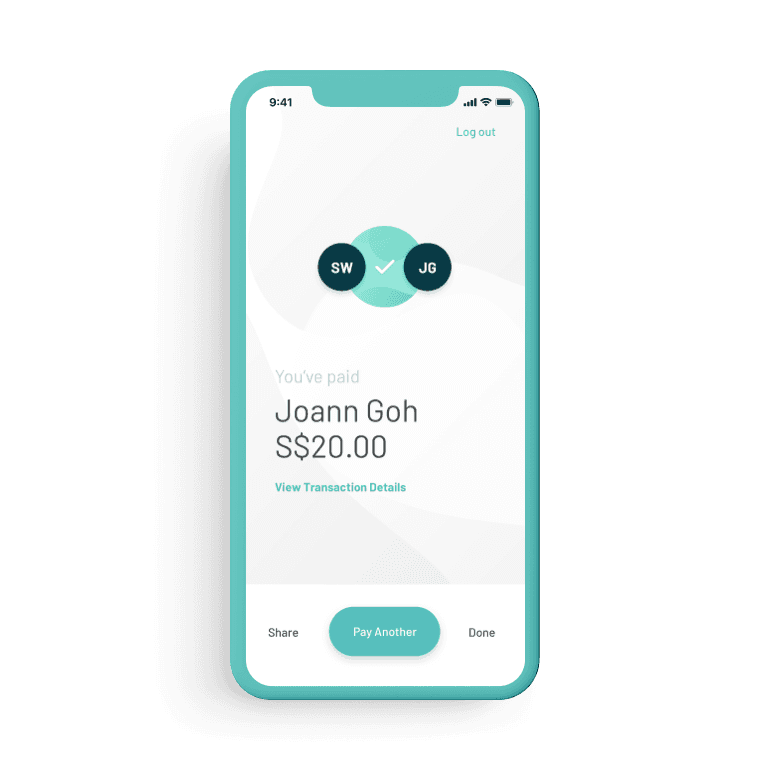 9:41
Log out
SW
JG
You've paid
Joann Goh
S$20.00
View Transaction Details
Share
Pay Another
Done